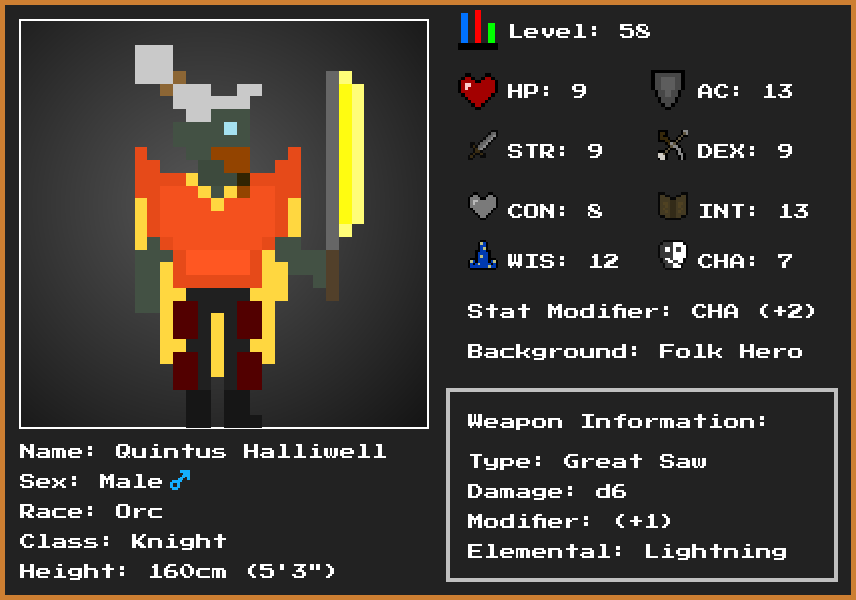 Level: 58
HP: 9 AC: 13
STR: 9 DEX: 9
CON: 8 INT: 13
WIS: 12 CHA: 7
Stat Modifier: CHA (+2)
Background: Folk Hero
Weapon Information:
Type: Great Saw
Damage: d6
Modifier: (+1)
Elemental: Lightning
Name: Quintus Halliwell
Sex: Male ♂
Race: Orc
Class: Knight
Height: 160cm (5'3")